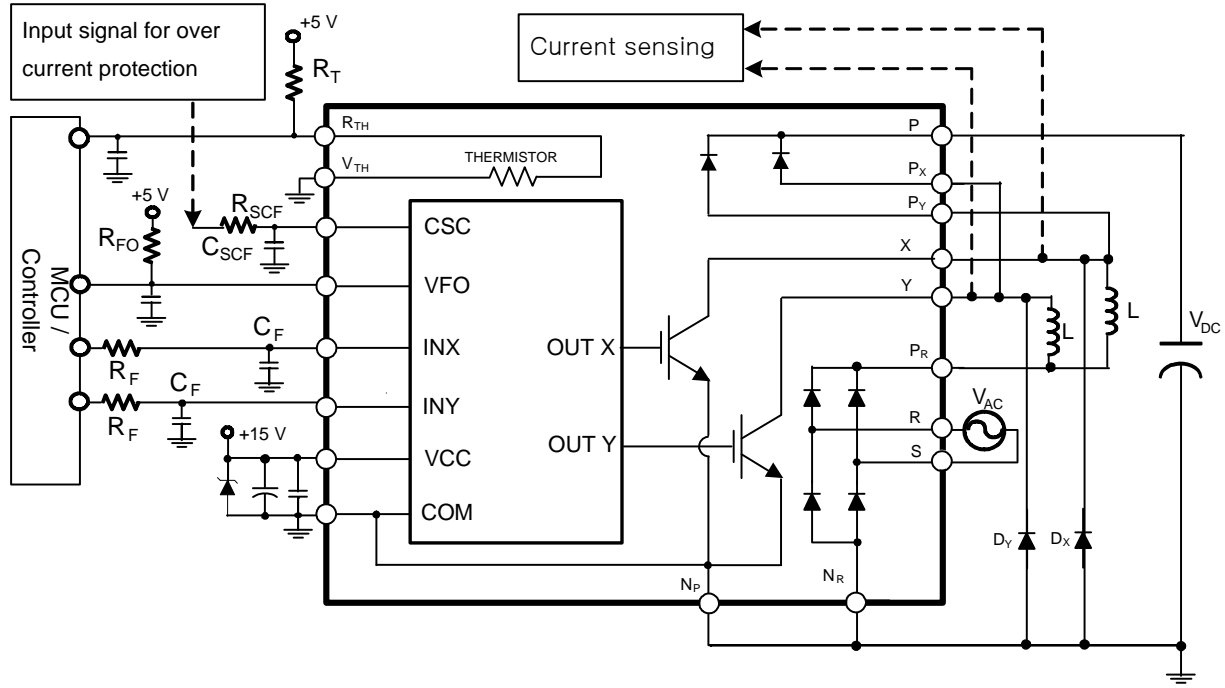 Input signal for over
current protection
+5 V
R_T
Current sensing
MCU /
Controller
+5 V
R_FO
R_SCF
C_SCF
R_TH
V_TH
THERMISTOR
CSC
VFO
INX
INY
VCC
COM
OUT X
OUT Y
C_F
R_F
C_F
R_F
+15 V
P
P_X
P_Y
X
Y
P_R
R
S
N_P
N_R
L
L
V_AC
V_DC
D_Y
D_X